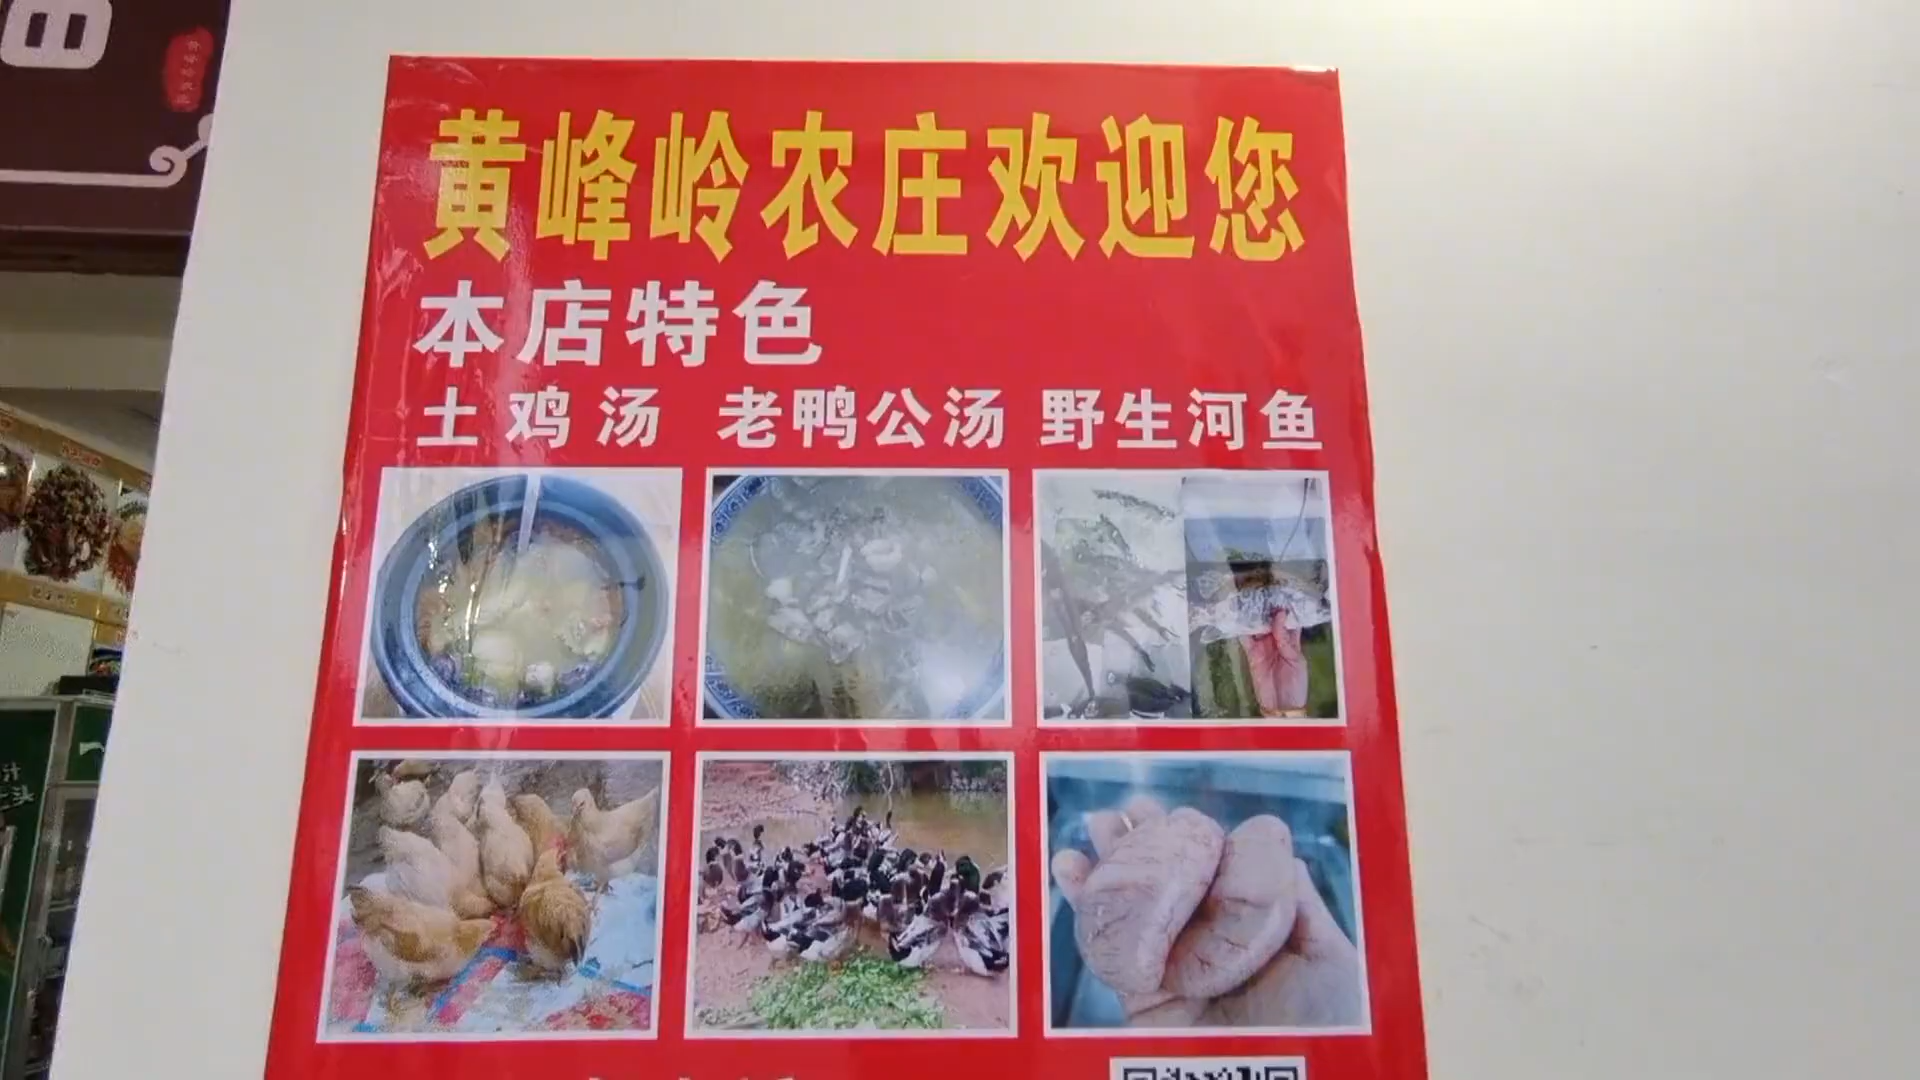 黄峰岭农庄欢迎您
本店特色
土鸡汤 老鸭公汤 野生河鱼